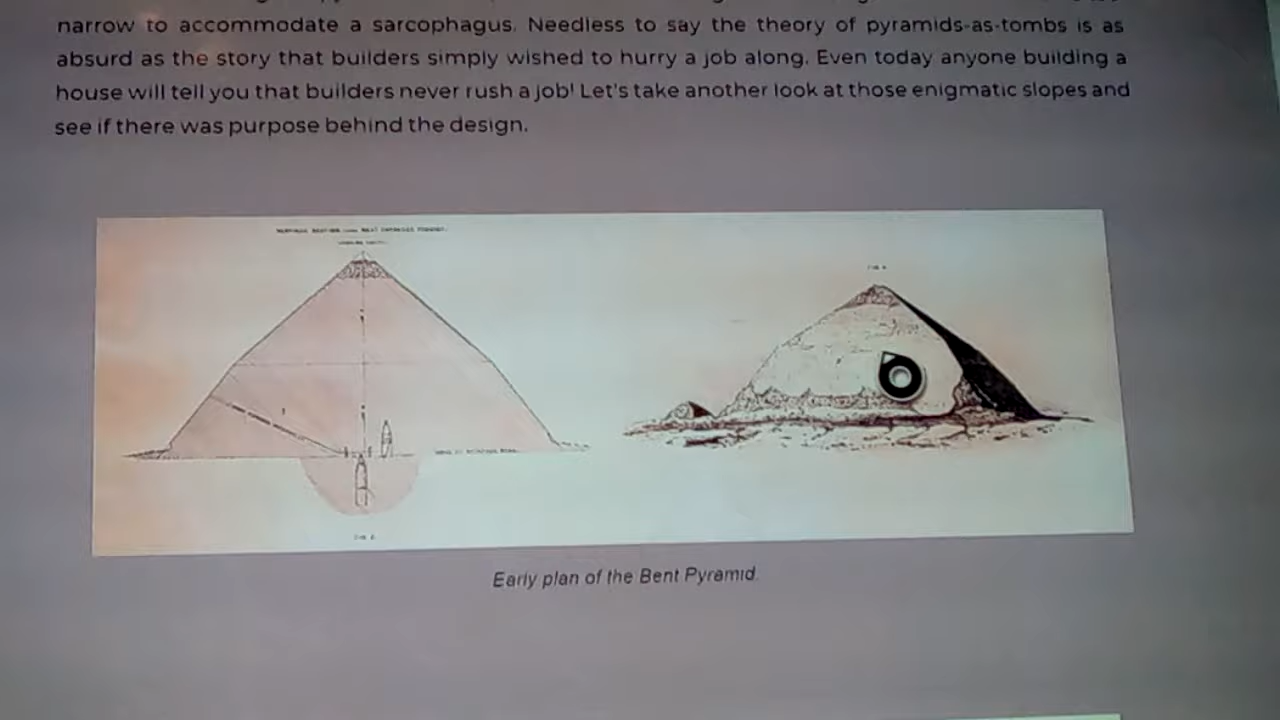 narrow to accommodate a sarcophagus. Needless to say the theory of pyramids-as-tombs is as
absurd as the story that builders simply wished to hurry a job along. Even today anyone building a
house will tell you that builders never rush a job! Let's take another look at those enigmatic slopes and
see if there was purpose behind the design.
Early plan of the Bent Pyramid.